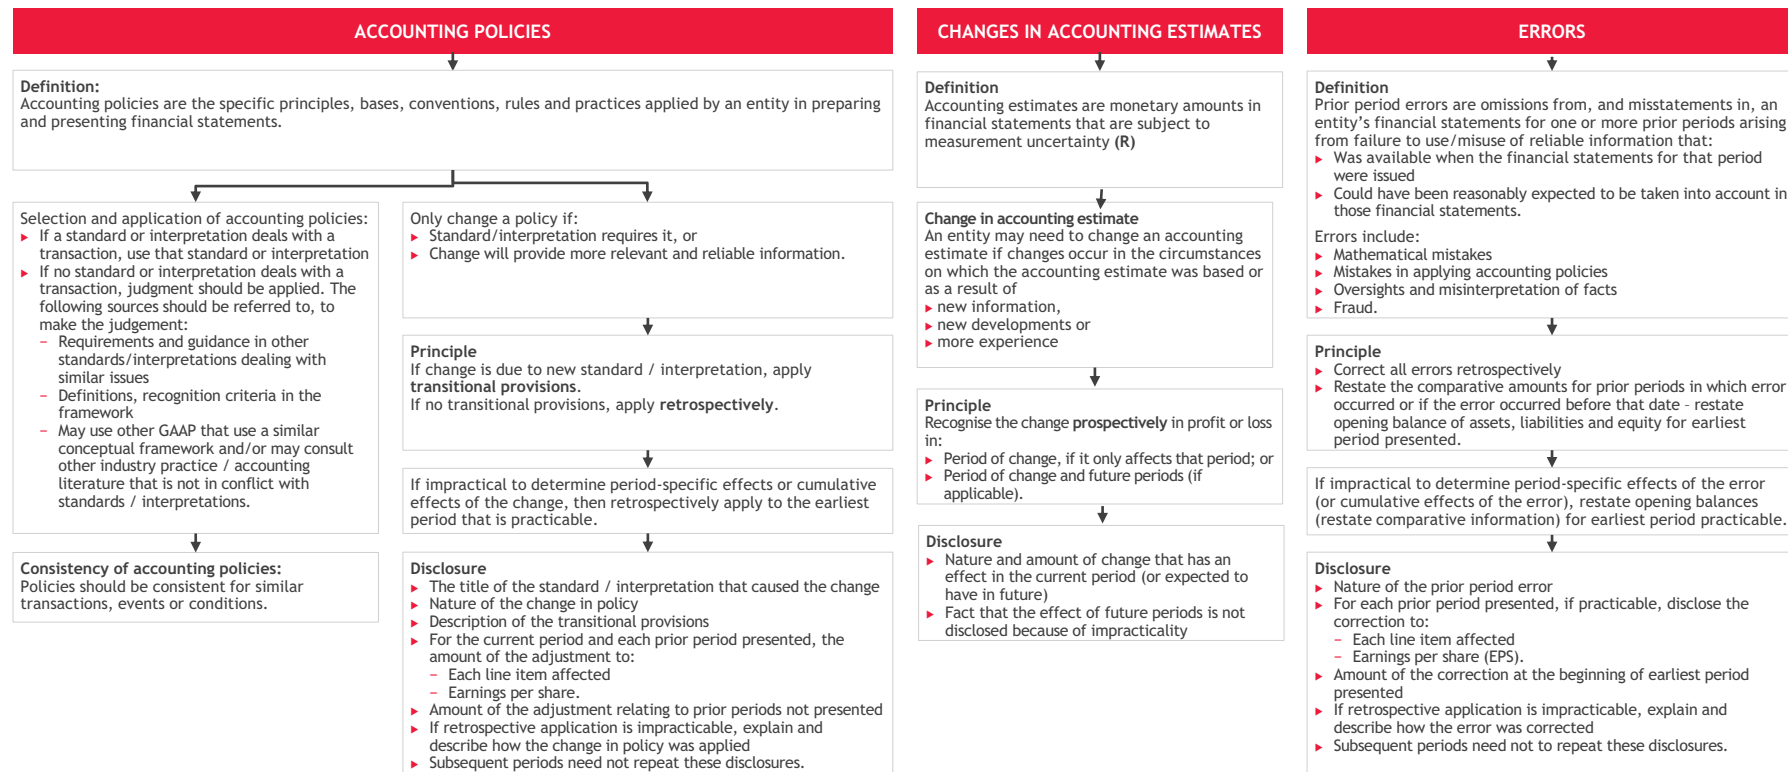 ACCOUNTING POLICIES
Definition:
Accounting policies are the specific principles, bases, conventions, rules and practices applied by an entity in preparing
and presenting financial statements.
Selection and application of accounting policies:
► If a standard or interpretation deals with a
transaction, use that standard or interpretation
► If no standard or interpretation deals with a
transaction, judgment should be applied. The
following sources should be referred to, to
make the judgement:
– Requirements and guidance in other
standards/interpretations dealing with
similar issues
– Definitions, recognition criteria in the
framework
– May use other GAAP that use a similar
conceptual framework and/or may consult
other industry practice / accounting
literature that is not in conflict with
standards / interpretations.
Consistency of accounting policies:
Policies should be consistent for similar
transactions, events or conditions.
Only change a policy if:
► Standard/interpretation requires it, or
► Change will provide more relevant and reliable information.
Principle
If change is due to new standard / interpretation, apply
transitional provisions.
If no transitional provisions, apply retrospectively.
If impractical to determine period-specific effects or cumulative
effects of the change, then retrospectively apply to the earliest
period that is practicable.
Disclosure
► The title of the standard / interpretation that caused the change
► Nature of the change in policy
► Description of the transitional provisions
► For the current period and each prior period presented, the
amount of the adjustment to:
– Each line item affected
– Earnings per share.
► Amount of the adjustment relating to prior periods not presented
► If retrospective application is impracticable, explain and
describe how the change in policy was applied
► Subsequent periods need not repeat these disclosures.
CHANGES IN ACCOUNTING ESTIMATES
Definition
Accounting estimates are monetary amounts in
financial statements that are subject to
measurement uncertainty (R)
Change in accounting estimate
An entity may need to change an accounting
estimate if changes occur in the circumstances
on which the accounting estimate was based or
as a result of
► new information,
► new developments or
► more experience
Principle
Recognise the change prospectively in profit or loss
in:
► Period of change, if it only affects that period; or
► Period of change and future periods (if
applicable).
Disclosure
► Nature and amount of change that has an
effect in the current period (or expected to
have in future)
► Fact that the effect of future periods is not
disclosed because of impracticality
ERRORS
Definition
Prior period errors are omissions from, and misstatements in, an
entity's financial statements for one or more prior periods arising
from failure to use/misuse of reliable information that:
► Was available when the financial statements for that period
were issued
► Could have been reasonably expected to be taken into account in
those financial statements.
Errors include:
► Mathematical mistakes
► Mistakes in applying accounting policies
► Oversights and misinterpretation of facts
► Fraud.
Principle
► Correct all errors retrospectively
► Restate the comparative amounts for prior periods in which error
occurred or if the error occurred before that date – restate
opening balance of assets, liabilities and equity for earliest
period presented.
If impractical to determine period-specific effects of the error
(or cumulative effects of the error), restate opening balances
(restate comparative information) for earliest period practicable.
Disclosure
► Nature of the prior period error
► For each prior period presented, if practicable, disclose the
correction to:
– Each line item affected
– Earnings per share (EPS).
► Amount of the correction at the beginning of earliest period
presented
► If retrospective application is impracticable, explain and
describe how the error was corrected
► Subsequent periods need not to repeat these disclosures.